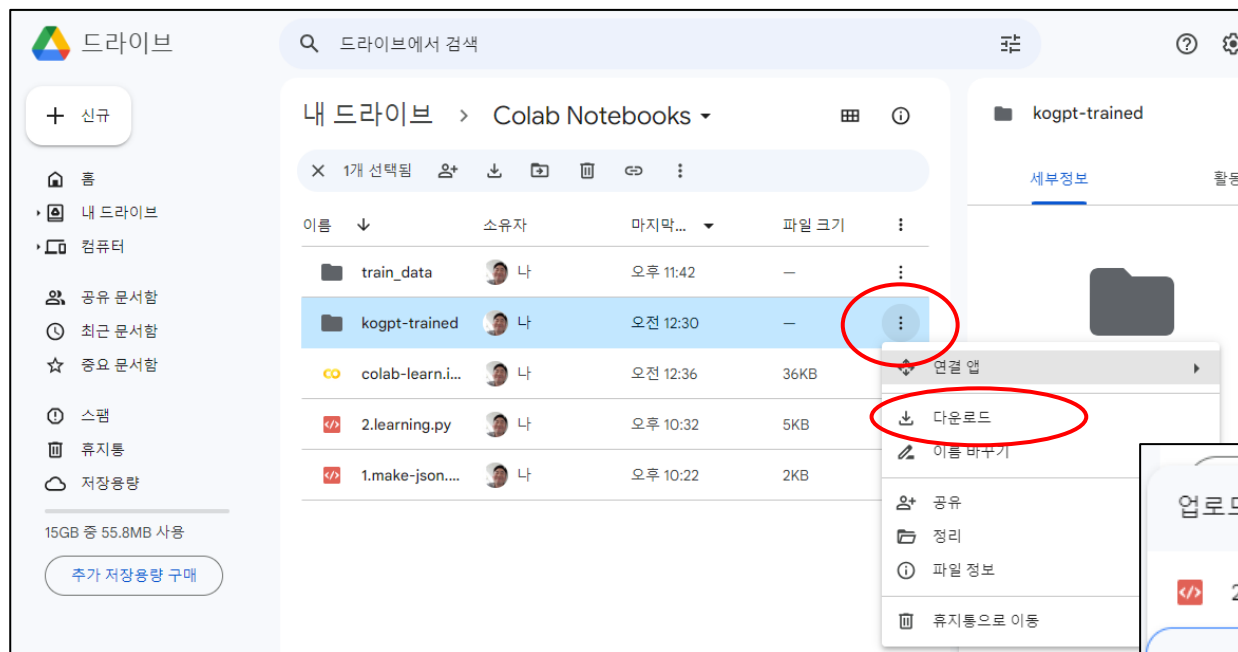 드라이브
드라이브에서 검색
신규
홈
내 드라이브
컴퓨터
공유 문서함
최근 문서함
중요 문서함
스팸
휴지통
저장용량
15GB 중 55.8MB 사용
추가 저장용량 구매
내 드라이브 > Colab Notebooks
1개 선택됨
이름 소유자 마지막... 파일 크기
train_data 나 오후 11:42 —
kogpt-trained 나 오전 12:30 —
colab-learn.i... 나 오전 12:36 36KB
2.learning.py 나 오후 10:32 5KB
1.make-json.... 나 오후 10:22 2KB
kogpt-trained
세부정보
연결 앱
다운로드
이름 바꾸기
공유
정리
파일 정보
휴지통으로 이동